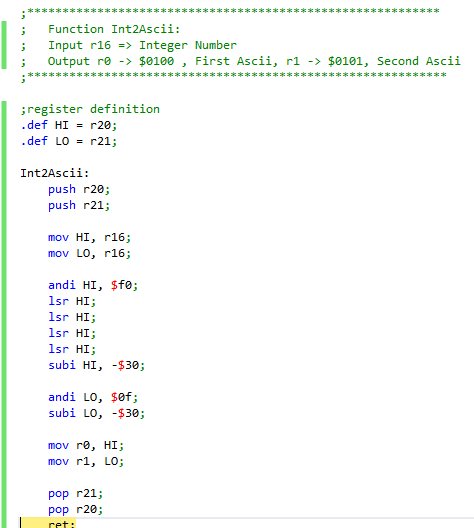 ;***********************************************************
;   Function Int2Ascii:
;   Input r16 => Integer Number
;   Output r0 -> $0100 , First Ascii, r1 -> $0101, Second Ascii
;************************************************************
;register definition
.def HI = r20;
.def LO = r21;
Int2Ascii:
    push r20;
    push r21;
    mov HI, r16;
    mov LO, r16;
    andi HI, $f0;
    lsr HI;
    lsr HI;
    lsr HI;
    lsr HI;
    subi HI, -$30;
    andi LO, $0f;
    subi LO, -$30;
    mov r0, HI;
    mov r1, LO;
    pop r21;
    pop r20;
    ret;